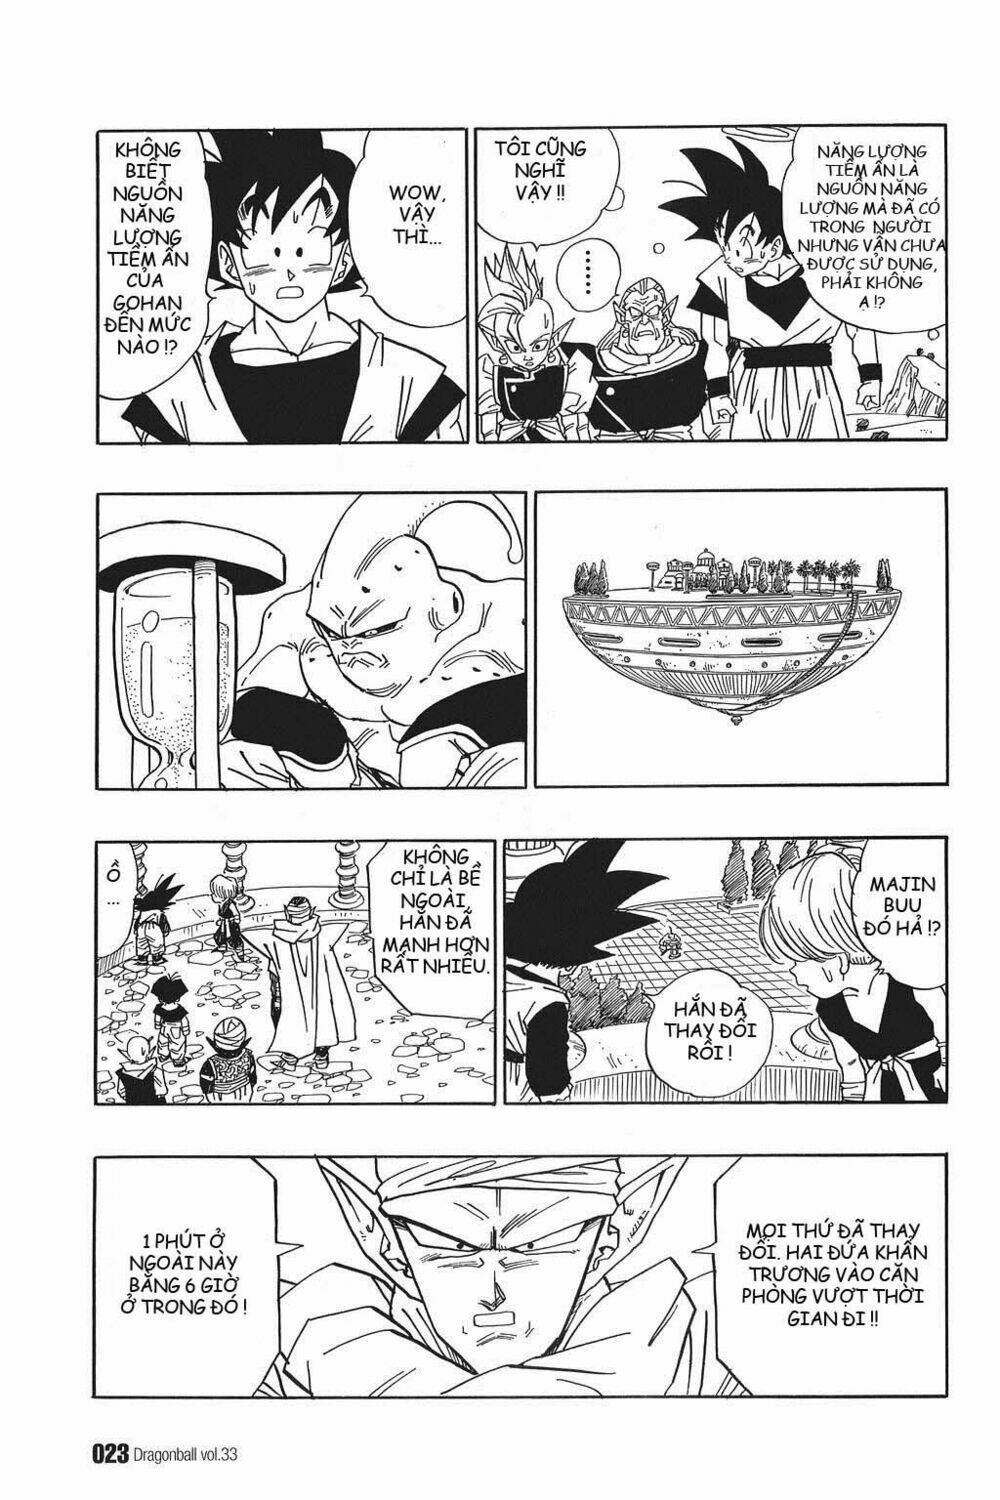 NĂNG LƯỢNG
TIỀM ẨN LÀ
NGUỒN NĂNG
LƯỢNG MÀ ĐÃ CÓ
TRONG NGƯỜI
NHƯNG VẪN CHƯA
ĐƯỢC SỬ DỤNG,
PHẢI KHÔNG
Ạ !?
......
TÔI CŨNG
NGHĨ
VẬY !!
WOW,
VẬY
THÌ...
KHÔNG
BIẾT
NGUỒN
NĂNG
LƯỢNG
TIỀM ẨN
CỦA
GOHAN
ĐẾN MỨC
NÀO !?
MAJIN
BUU
ĐÓ HẢ !?
HẮN ĐÃ
THAY ĐỔI
RỒI !
KHÔNG
CHỈ LÀ BỀ
NGOÀI,
HẮN ĐÃ
MẠNH HƠN
RẤT NHIỀU.
Ồ
...
MỌI THỨ ĐÃ THAY
ĐỔI. HAI ĐỨA KHẨN
TRƯƠNG VÀO CĂN
PHÒNG VƯỢT THỜI
GIAN ĐI !!
1 PHÚT Ở
NGOÀI NÀY
BẰNG 6 GIỜ
Ở TRONG ĐÓ !
023 Dragonball vol.33